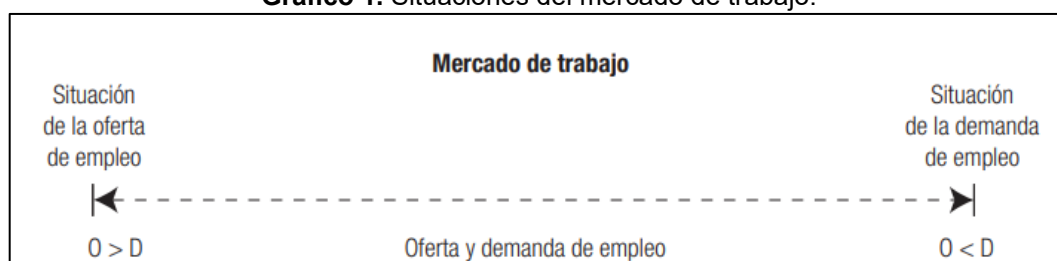 Gráfico 1. Situaciones del mercado de trabajo.
Mercado de trabajo
Situación
de la oferta
de empleo
Situación
de la demanda
de empleo
O > D
Oferta y demanda de empleo
O < D